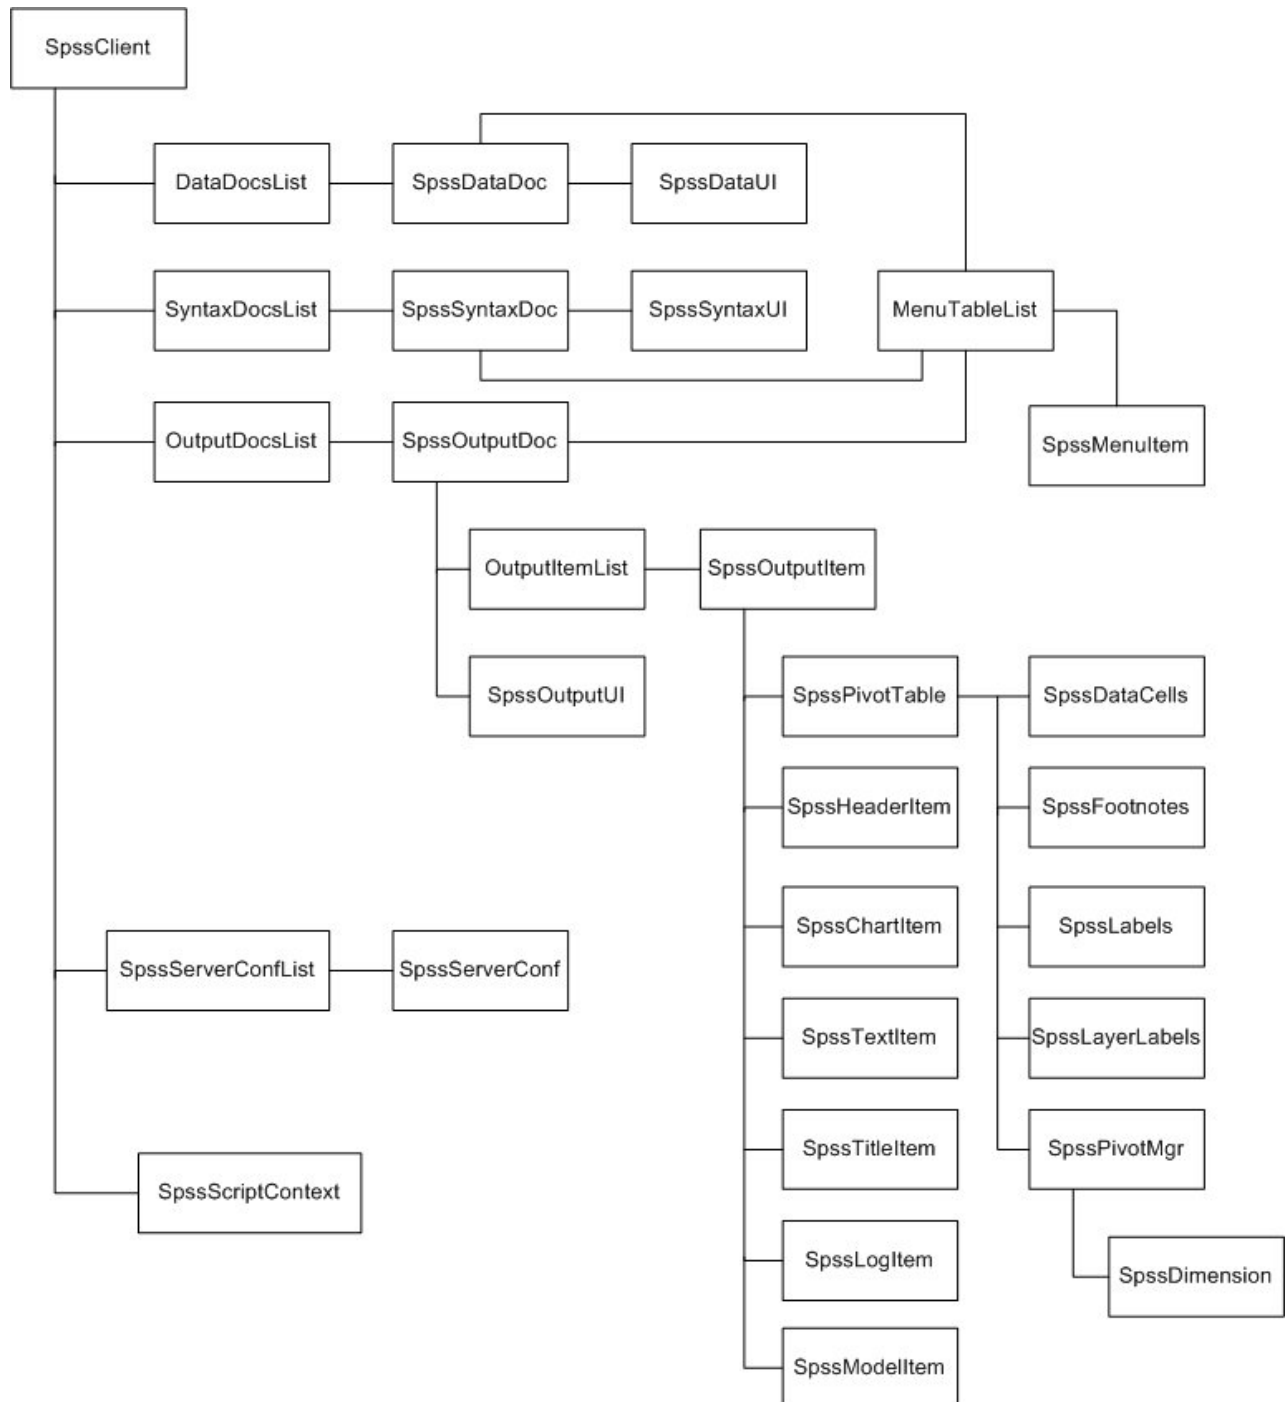 SpssClient
DataDocsList
SpssDataDoc
SpssDataUI
SyntaxDocsList
SpssSyntaxDoc
SpssSyntaxUI
MenuTableList
OutputDocsList
SpssOutputDoc
SpssMenuItem
OutputItemList
SpssOutputItem
SpssOutputUI
SpssPivotTable
SpssDataCells
SpssHeaderItem
SpssFootnotes
SpssChartItem
SpssLabels
SpssServerConfList
SpssServerConf
SpssTextItem
SpssLayerLabels
SpssTitleItem
SpssPivotMgr
SpssScriptContext
SpssLogItem
SpssDimension
SpssModelItem